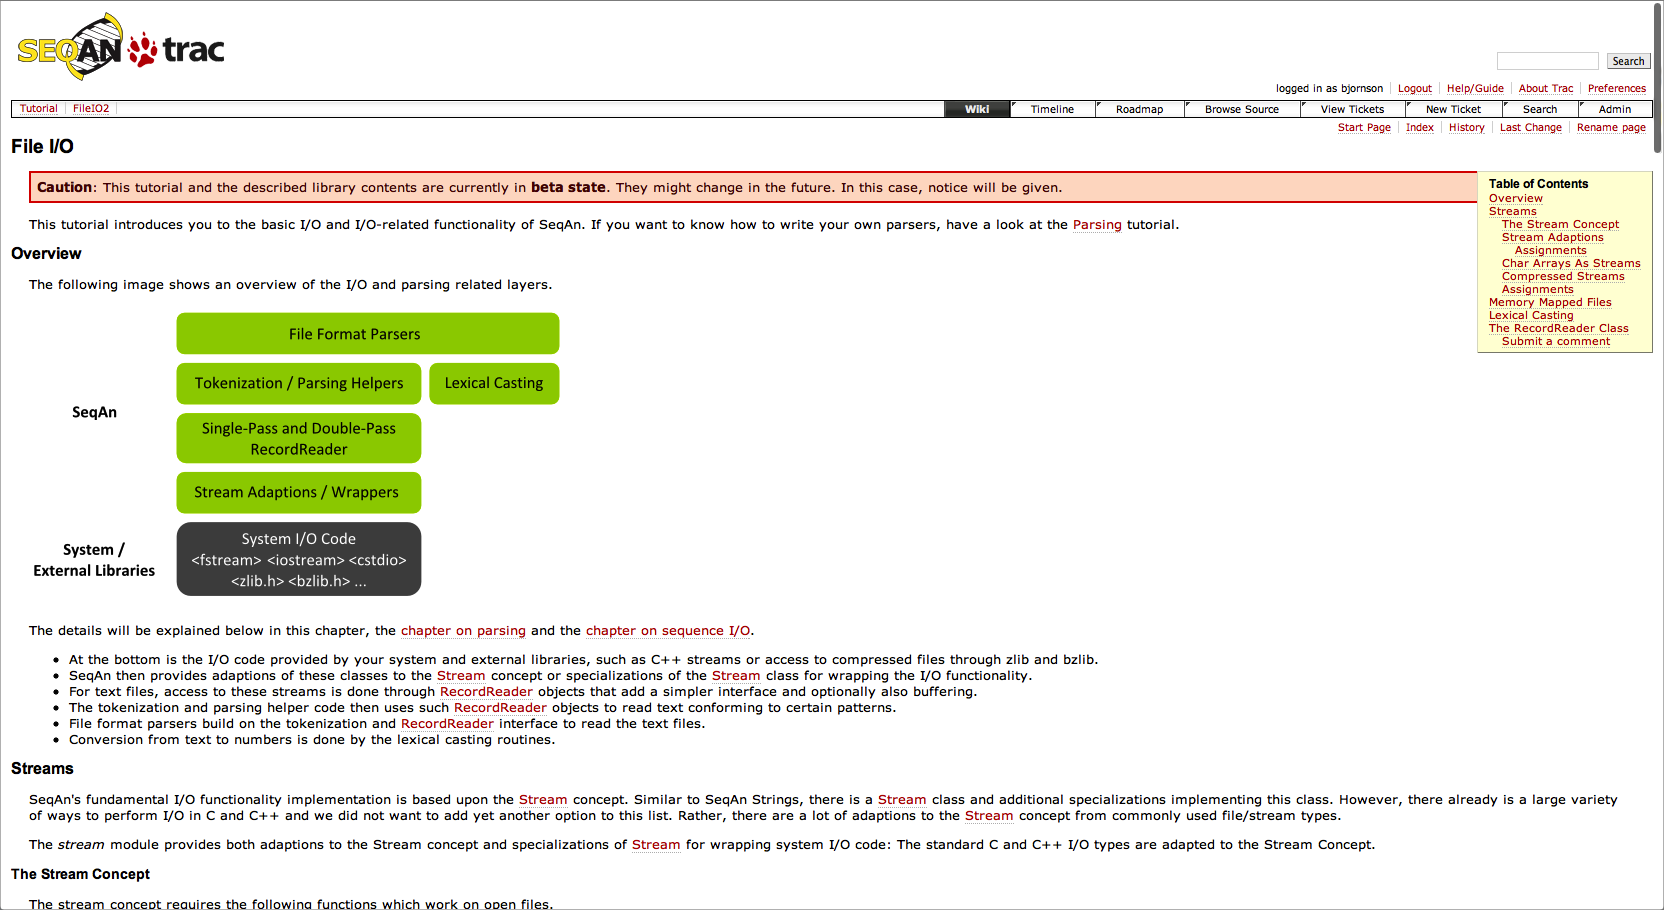 SEQAN trac
Search
logged in as bjornson Logout Help/Guide About Trac Preferences
Tutorial FileIO2
Wiki Timeline Roadmap Browse Source View Tickets New Ticket Search Admin
Start Page Index History Last Change Rename page
File I/O
Caution: This tutorial and the described library contents are currently in beta state. They might change in the future. In this case, notice will be given.
Table of Contents
Overview
Streams
The Stream Concept
Stream Adaptions
Assignments
Char Arrays As Streams
Compressed Streams
Assignments
Memory Mapped Files
Lexical Casting
The RecordReader Class
Submit a comment
This tutorial introduces you to the basic I/O and I/O-related functionality of SeqAn. If you want to know how to write your own parsers, have a look at the Parsing tutorial.
Overview
The following image shows an overview of the I/O and parsing related layers.
File Format Parsers
Tokenization / Parsing Helpers
Lexical Casting
SeqAn
Single-Pass and Double-Pass
RecordReader
Stream Adaptions / Wrappers
System /
External Libraries
System I/O Code
<fstream> <iostream> <cstdio>
<zlib.h> <bzlib.h> ...
The details will be explained below in this chapter, the chapter on parsing and the chapter on sequence I/O.
• At the bottom is the I/O code provided by your system and external libraries, such as C++ streams or access to compressed files through zlib and bzlib.
• SeqAn then provides adaptions of these classes to the Stream concept or specializations of the Stream class for wrapping the I/O functionality.
• For text files, access to these streams is done through RecordReader objects that add a simpler interface and optionally also buffering.
• The tokenization and parsing helper code then uses such RecordReader objects to read text conforming to certain patterns.
• File format parsers build on the tokenization and RecordReader interface to read the text files.
• Conversion from text to numbers is done by the lexical casting routines.
Streams
SeqAn's fundamental I/O functionality implementation is based upon the Stream concept. Similar to SeqAn Strings, there is a Stream class and additional specializations implementing this class. However, there already is a large variety
of ways to perform I/O in C and C++ and we did not want to add yet another option to this list. Rather, there are a lot of adaptions to the Stream concept from commonly used file/stream types.
The stream module provides both adaptions to the Stream concept and specializations of Stream for wrapping system I/O code: The standard C and C++ I/O types are adapted to the Stream Concept.
The Stream Concept
The stream concept requires the following functions which work on open files.